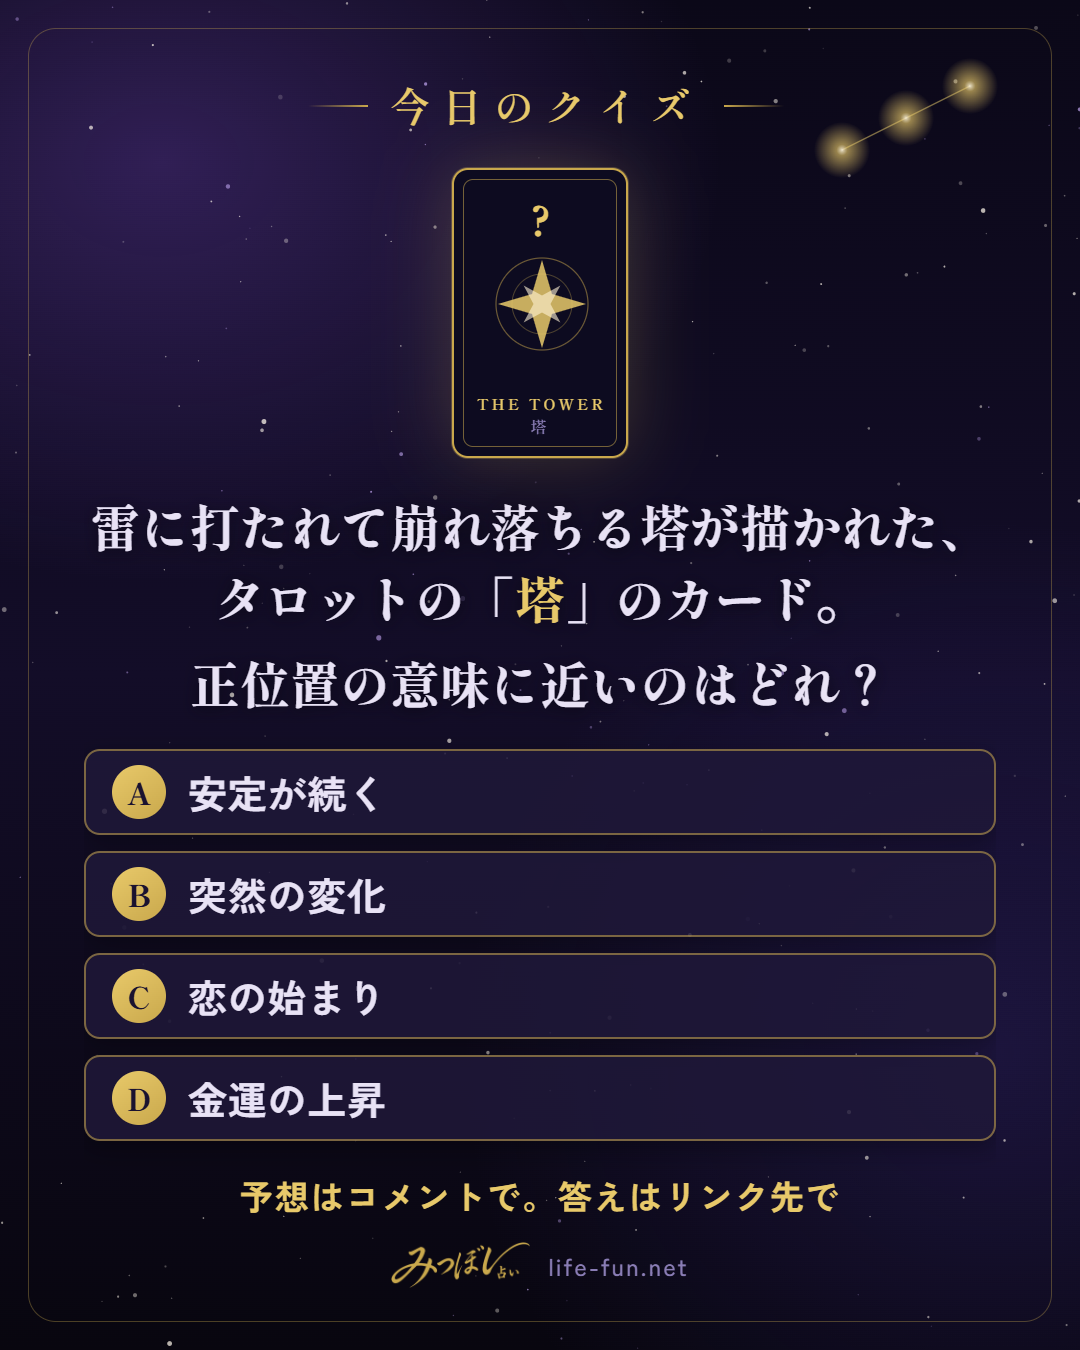 今日のクイズ
?
THE TOWER
塔
雷に打たれて崩れ落ちる塔が描かれた、
タロットの「塔」のカード。
正位置の意味に近いのはどれ？
A 安定が続く
B 突然の変化
C 恋の始まり
D 金運の上昇
予想はコメントで。答えはリンク先で
みつぼし占い life-fun.net